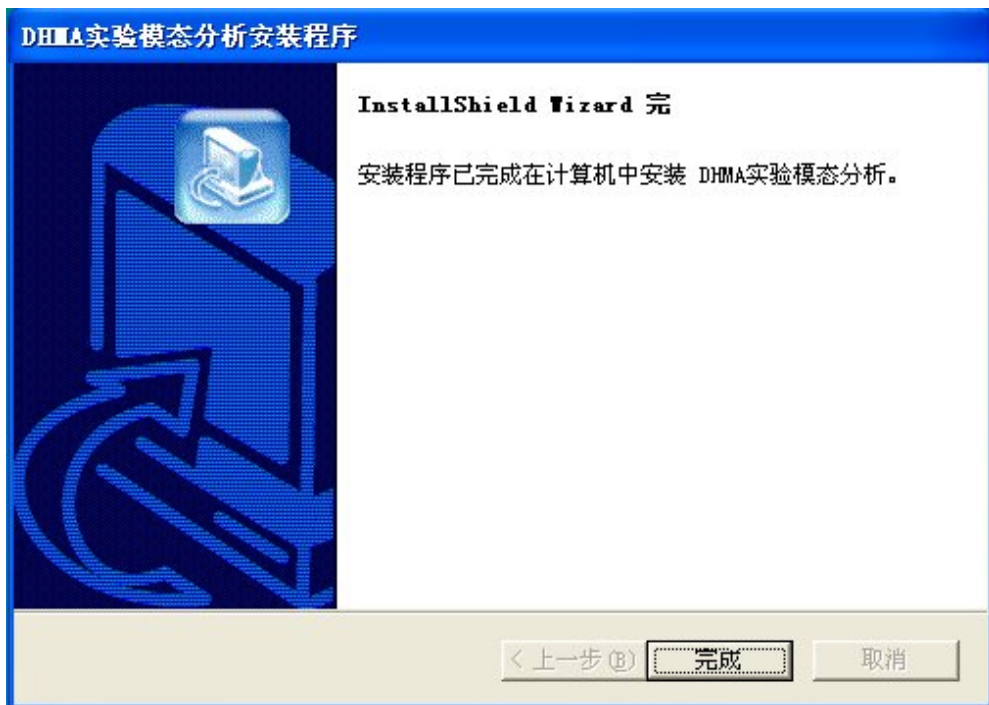 DHMA实验模态分析安装程序
InstallShield Wizard 完
安装程序已完成在计算机中安装 DHMA实验模态分析。
< 上一步(B)
完成
取消